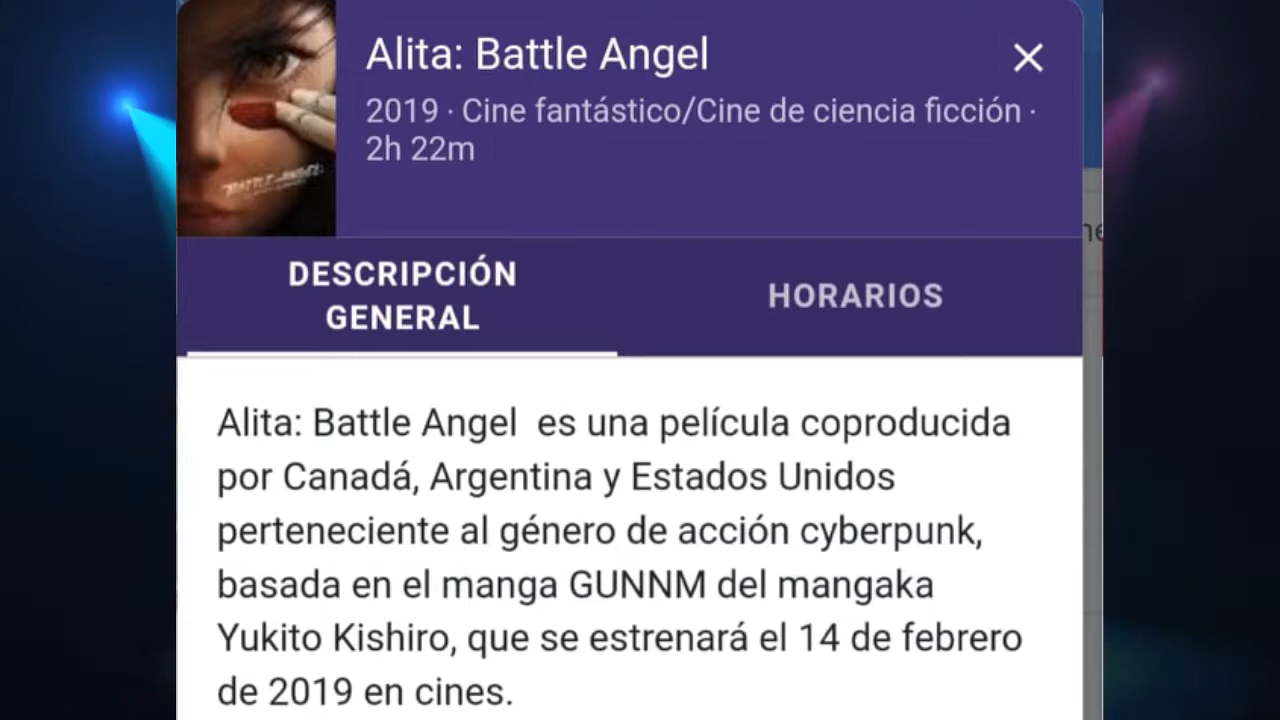 Alita: Battle Angel
2019 · Cine fantástico/Cine de ciencia ficción ·
2h 22m
BATTLE ANGEL
DESCRIPCIÓN
GENERAL
HORARIOS
Alita: Battle Angel es una película coproducida
por Canadá, Argentina y Estados Unidos
perteneciente al género de acción cyberpunk,
basada en el manga GUNNM del mangaka
Yukito Kishiro, que se estrenará el 14 de febrero
de 2019 en cines.